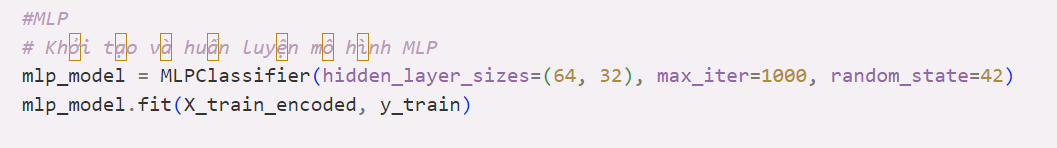 #MLP
# Khởi tạo và huấn luyện mô hình MLP
mlp_model = MLPClassifier(hidden_layer_sizes=(64, 32), max_iter=1000, random_state=42)
mlp_model.fit(X_train_encoded, y_train)